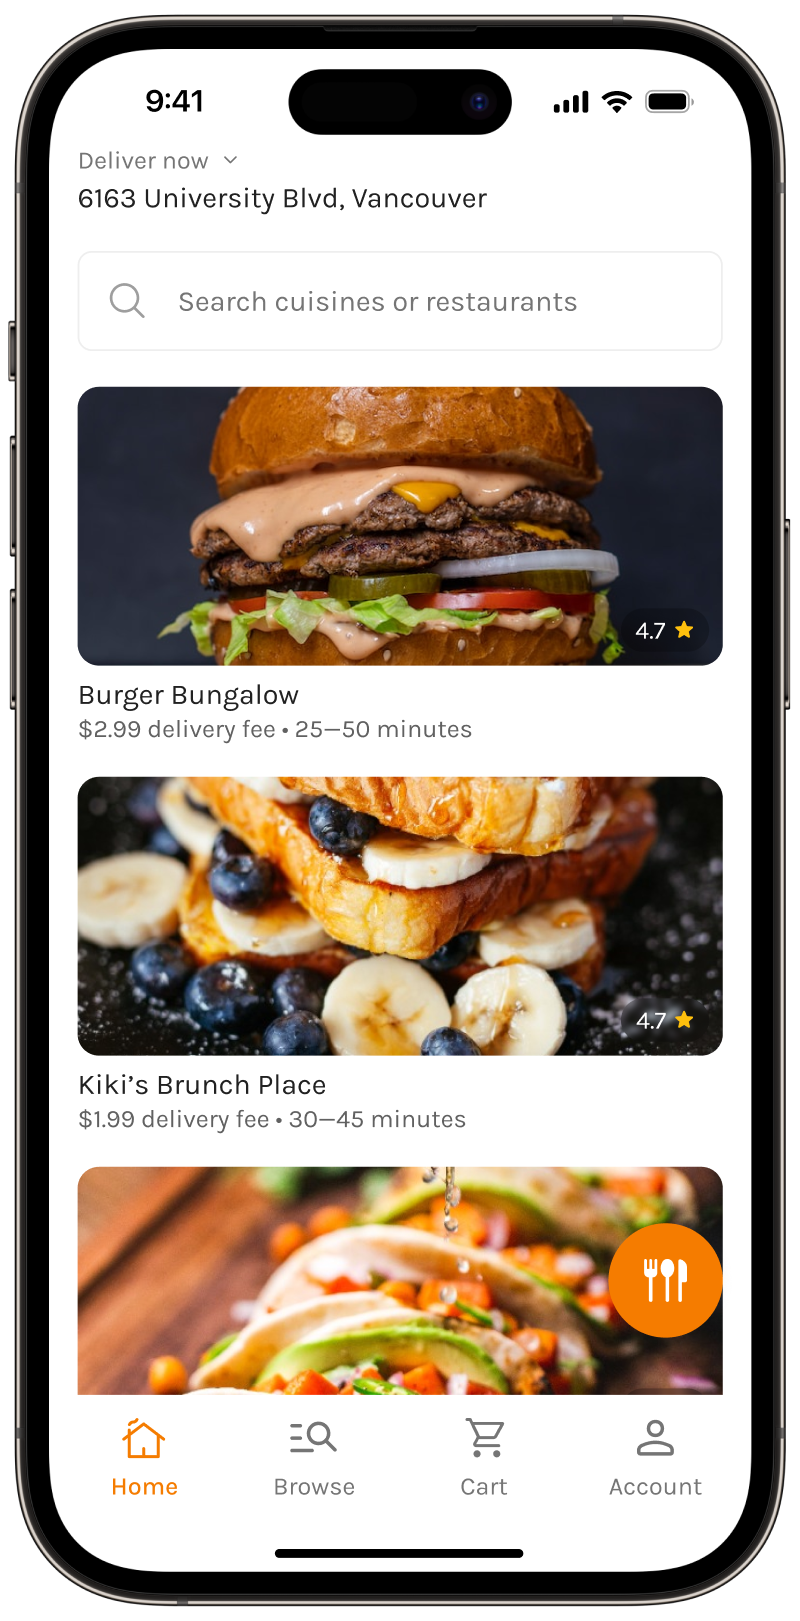 9:41
Deliver now
6163 University Blvd, Vancouver
Search cuisines or restaurants
4.7
Burger Bungalow
$2.99 delivery fee • 25—50 minutes
4.7
Kiki’s Brunch Place
$1.99 delivery fee • 30—45 minutes
Home Browse Cart Account